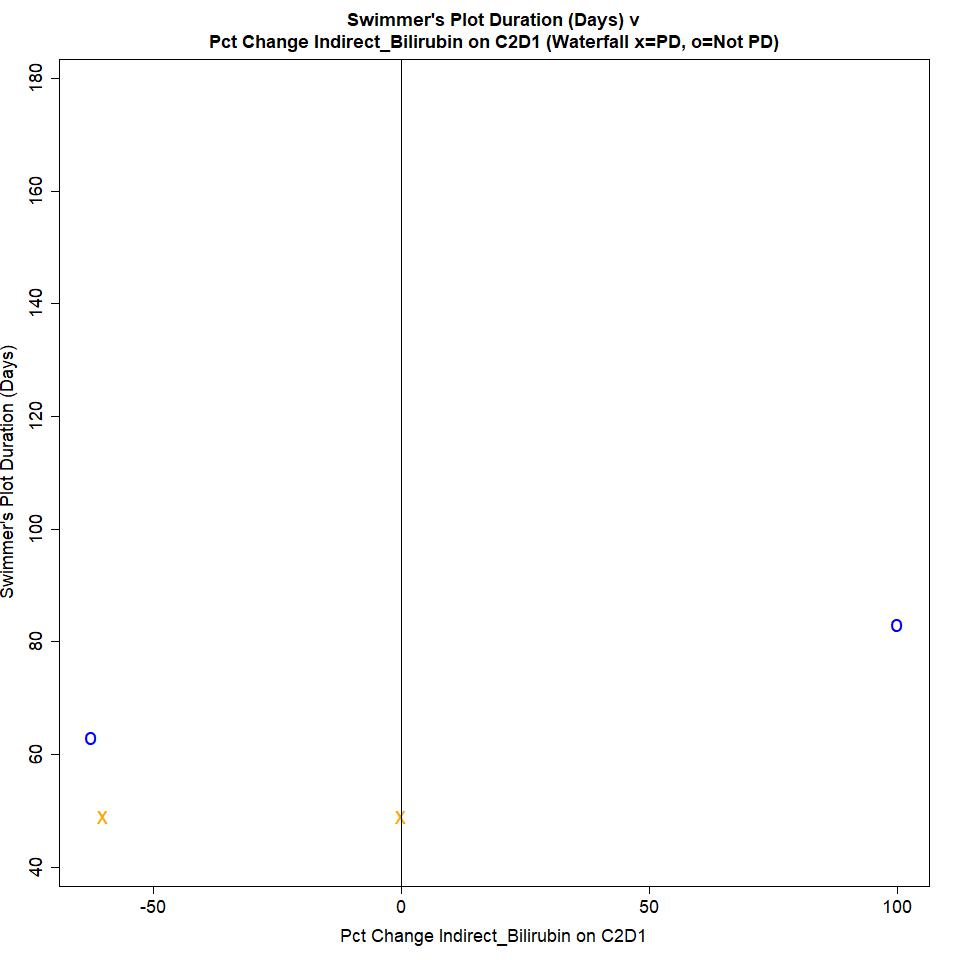 Swimmer's Plot Duration (Days) v
Pct Change Indirect_Bilirubin on C2D1 (Waterfall x=PD, o=Not PD)
Swimmer's Plot Duration (Days)
180
160
140
120
100
80
60
40
O
O
X
X
-50
0
50
100
Pct Change Indirect_Bilirubin on C2D1